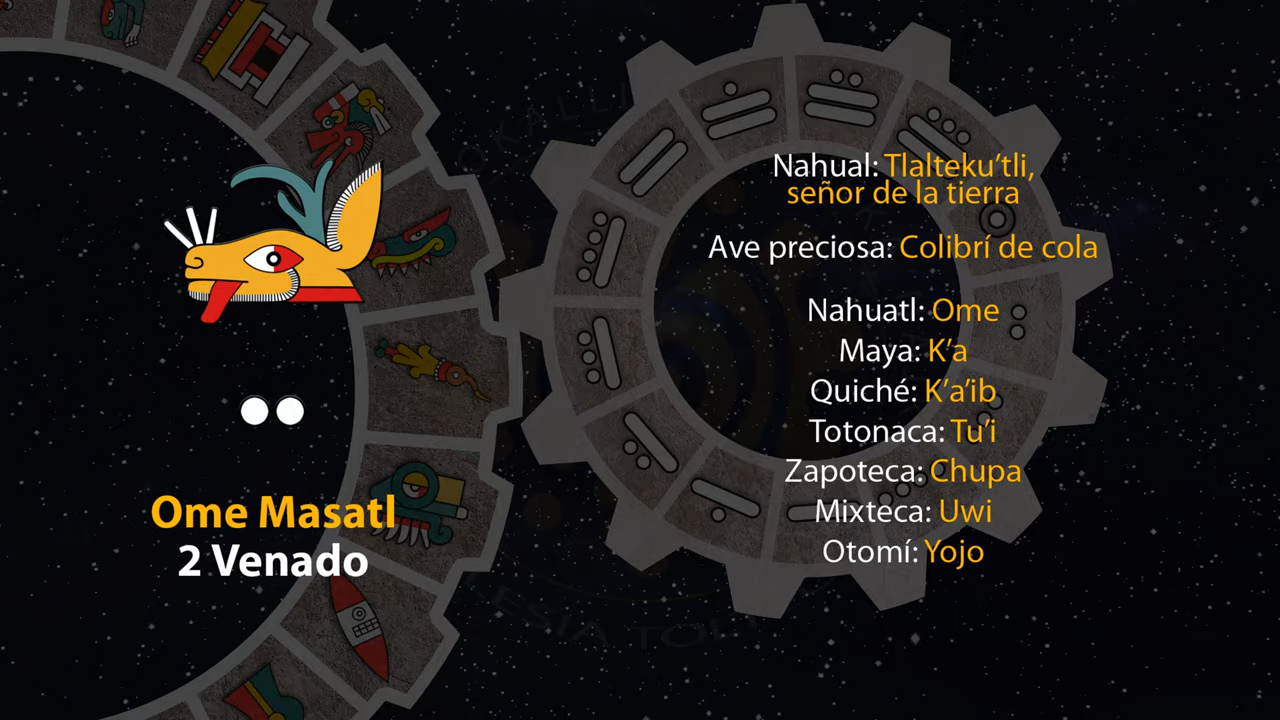 Nahual: Tlalteku’tli,
señor de la tierra
Ave preciosa: Colibrí de cola
Nahuatl: Ome
Maya: K’a
Quiché: K’a’ib
Totonaca: Tu’i
Zapoteca: Chupa
Mixteca: Uwi
Otomí: Yojo
Ome Masatl
2 Venado